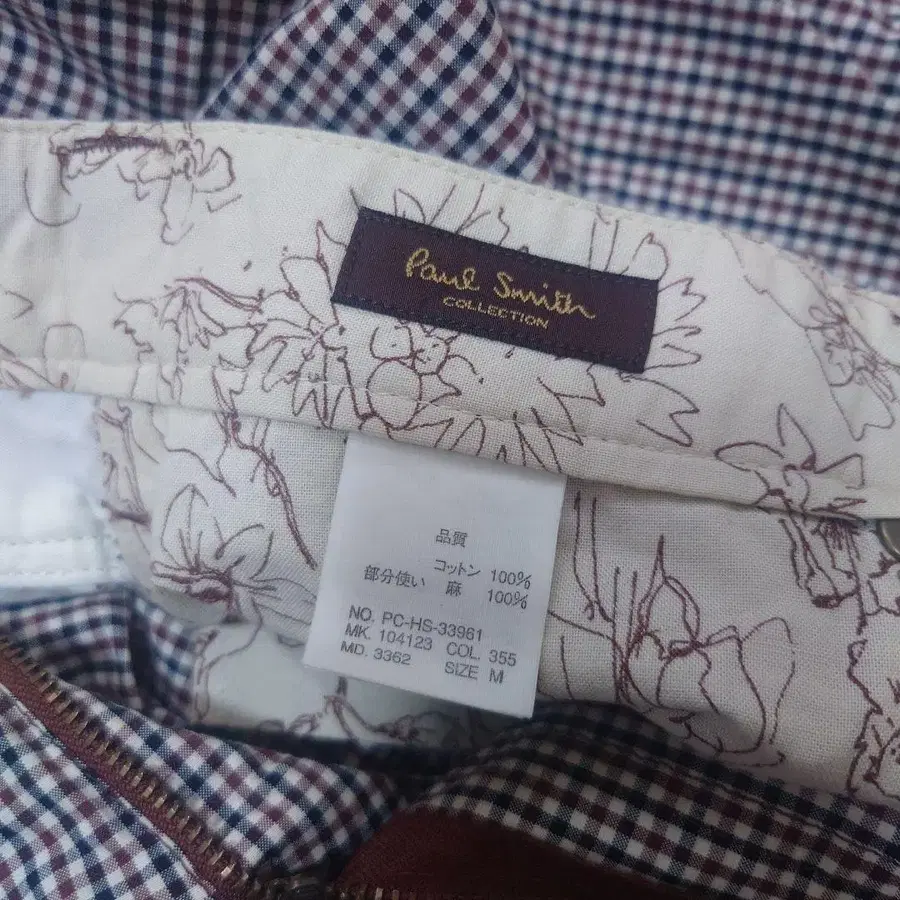 Paul Smith
COLLECTION
品質
コットン 100%
部分使い 麻 100%
NO. PC-HS-33961
MK. 104123 COL. 355
MD. 3362 SIZE M